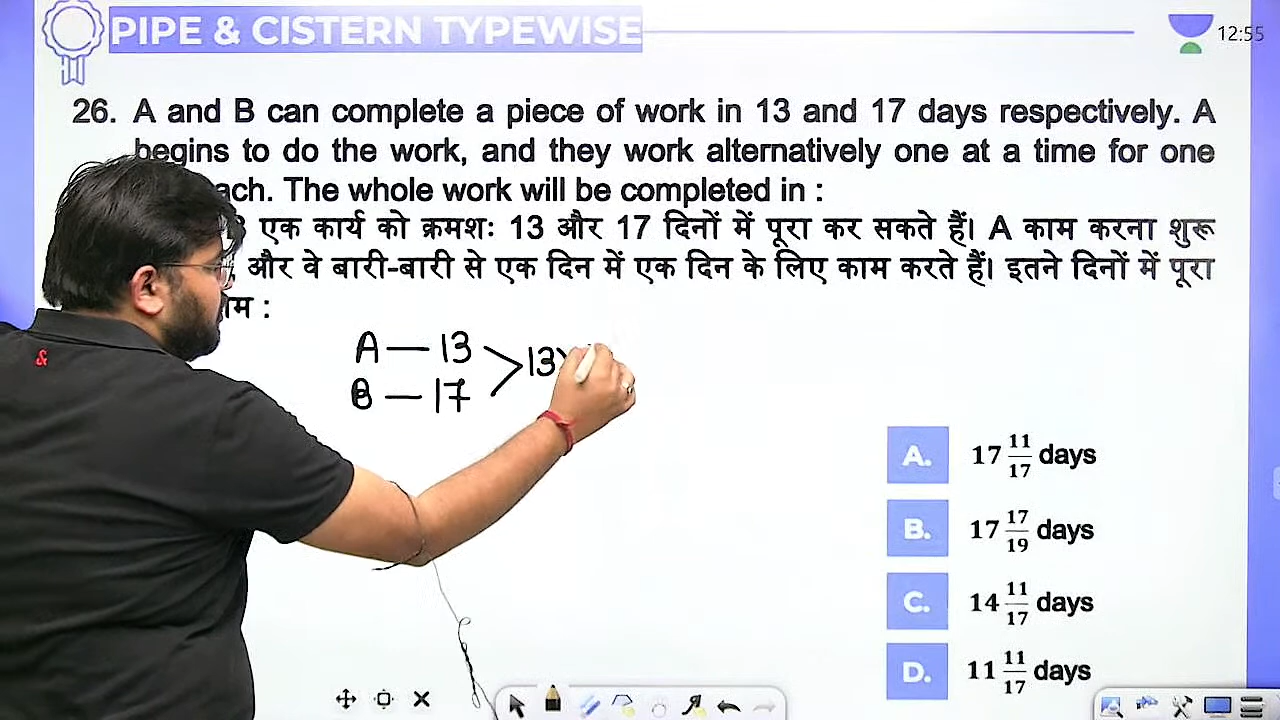 PIPE & CISTERN TYPEWISE
12:55
26. A and B can complete a piece of work in 13 and 17 days respectively. A
begins to do the work, and they work alternatively one at a time for one
ach. The whole work will be completed in :
एक कार्य को क्रमशः 13 और 17 दिनों में पूरा कर सकते हैं। A काम करना शुरू
और वे बारी-बारी से एक दिन में एक दिन के लिए काम करते हैं। इतने दिनों में पूरा
:
A — 13
B — 17
13
A. 17 11/17 days
B. 17 17/19 days
C. 14 11/17 days
D. 11 11/17 days